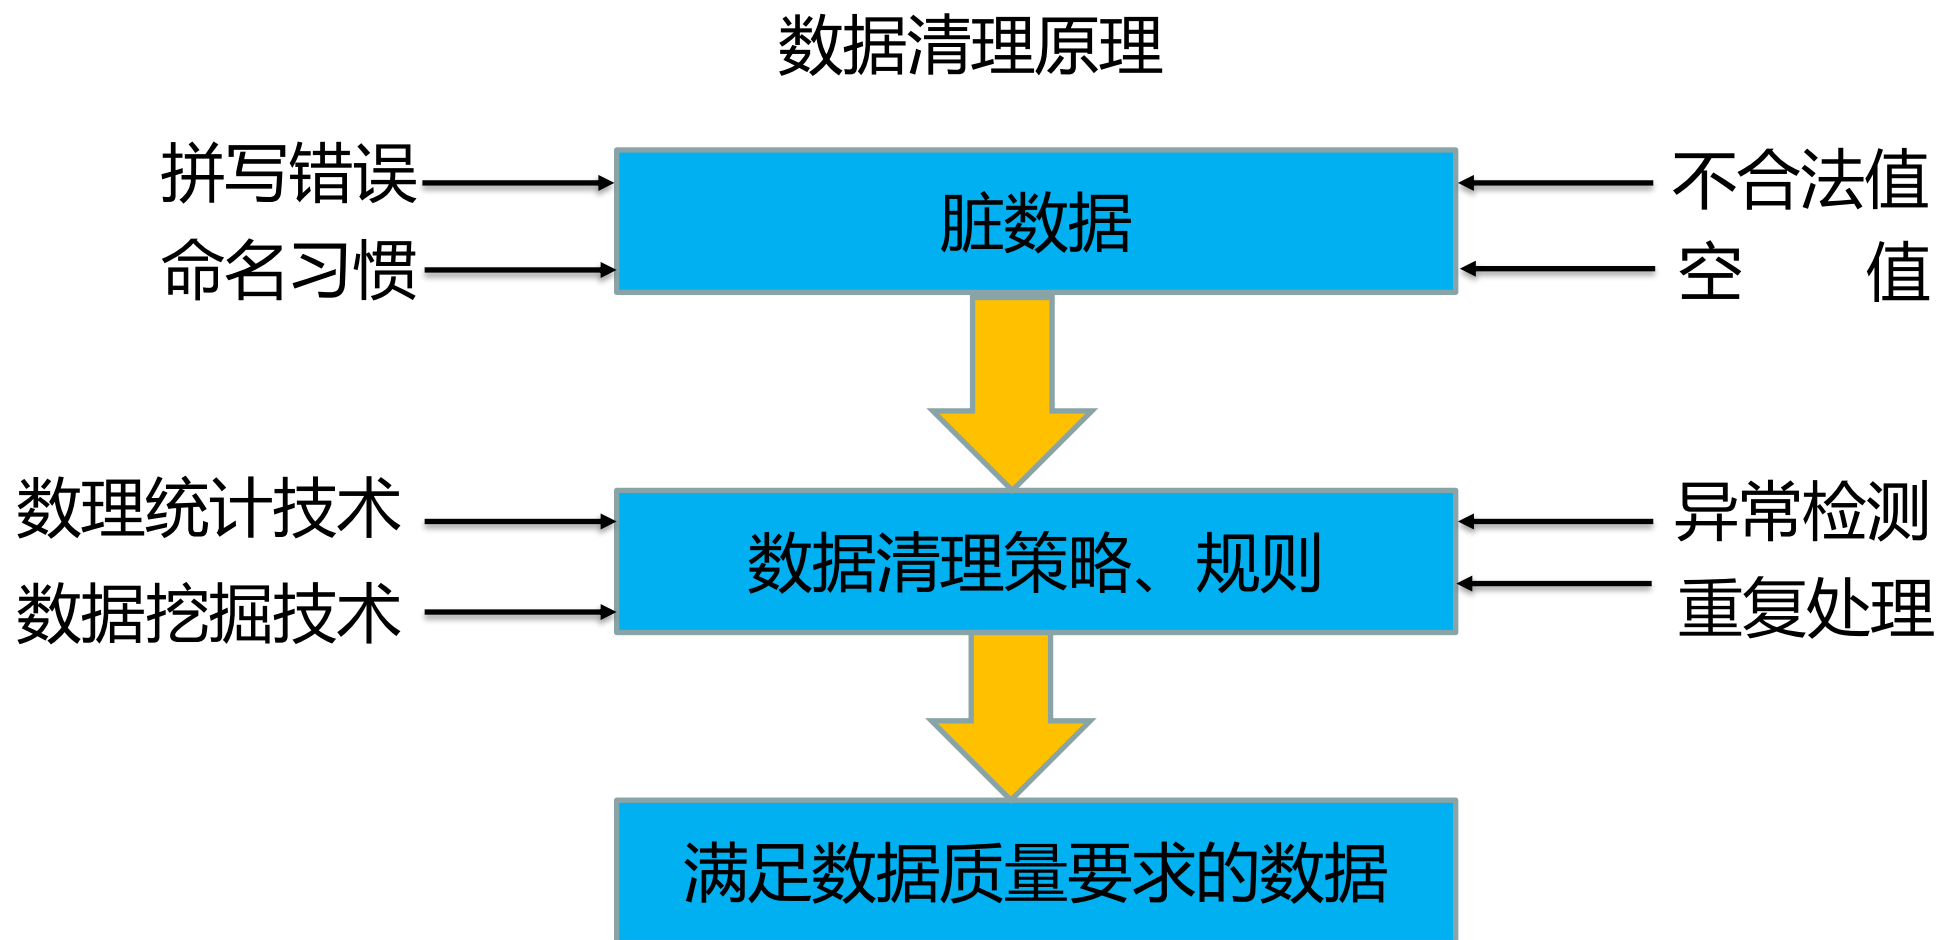 数据清理原理
拼写错误
不合法值
脏数据
命名习惯
空 值
数理统计技术
异常检测
数据清理策略、规则
数据挖掘技术
重复处理
满足数据质量要求的数据